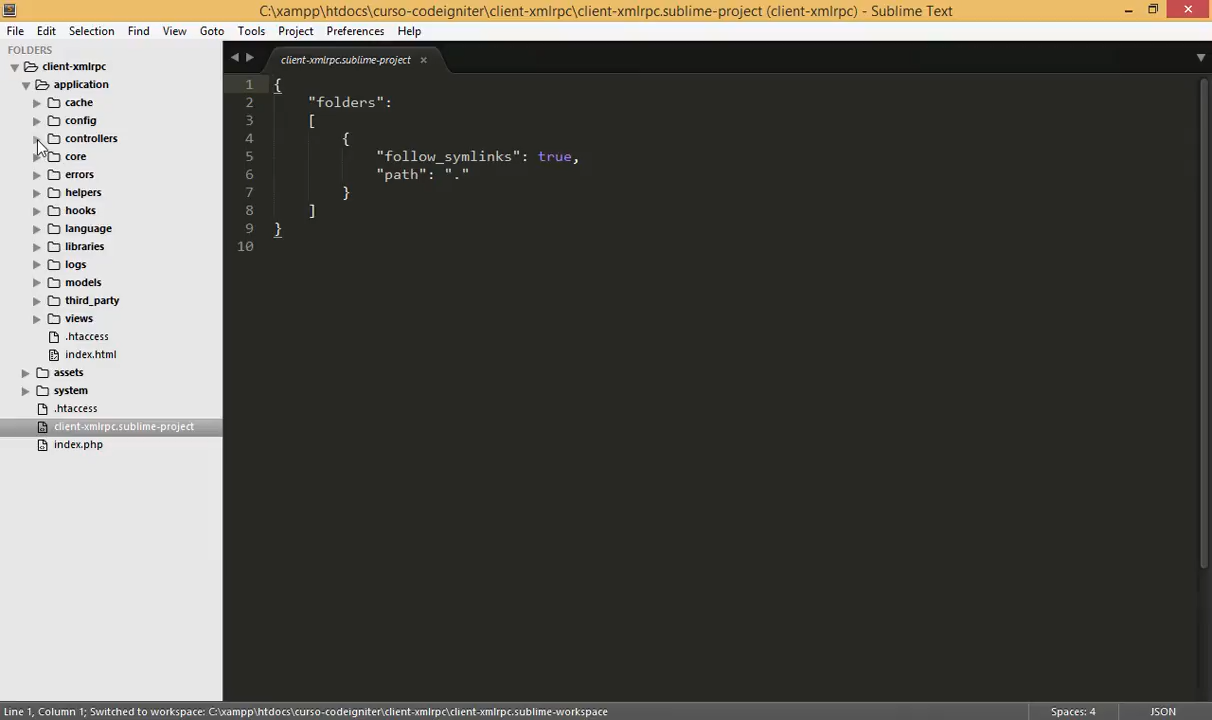 C:\xampp\htdocs\curso-codeigniter\client-xmlrpc\client-xmlrpc.sublime-project (client-xmlrpc) - Sublime Text
File Edit Selection Find View Goto Tools Project Preferences Help
FOLDERS
client-xmlrpc
application
cache
config
controllers
core
errors
helpers
hooks
language
libraries
logs
models
third_party
views
.htaccess
index.html
assets
system
.htaccess
client-xmlrpc.sublime-project
index.php
client-xmlrpc.sublime-project ×
1 {
2 "folders":
3 [
4 {
5 "follow_symlinks": true,
6 "path": "."
7 }
8 ]
9 }
10
Line 1, Column 1; Switched to workspace: C:\xampp\htdocs\curso-codeigniter\client-xmlrpc\client-xmlrpc.sublime-workspace Spaces: 4 JSON